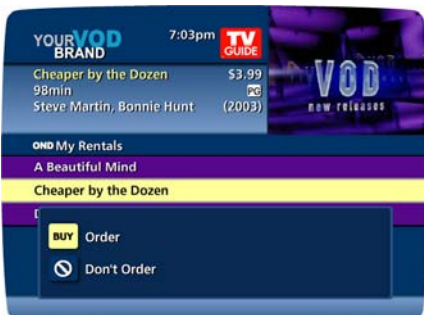 YOUR VOD
BRAND
7:03pm
TV
GUIDE
Cheaper by the Dozen $3.99
98min PG
Steve Martin, Bonnie Hunt (2003)
VOD
new releases
OND My Rentals
A Beautiful Mind
Cheaper by the Dozen
BUY Order
Don't Order